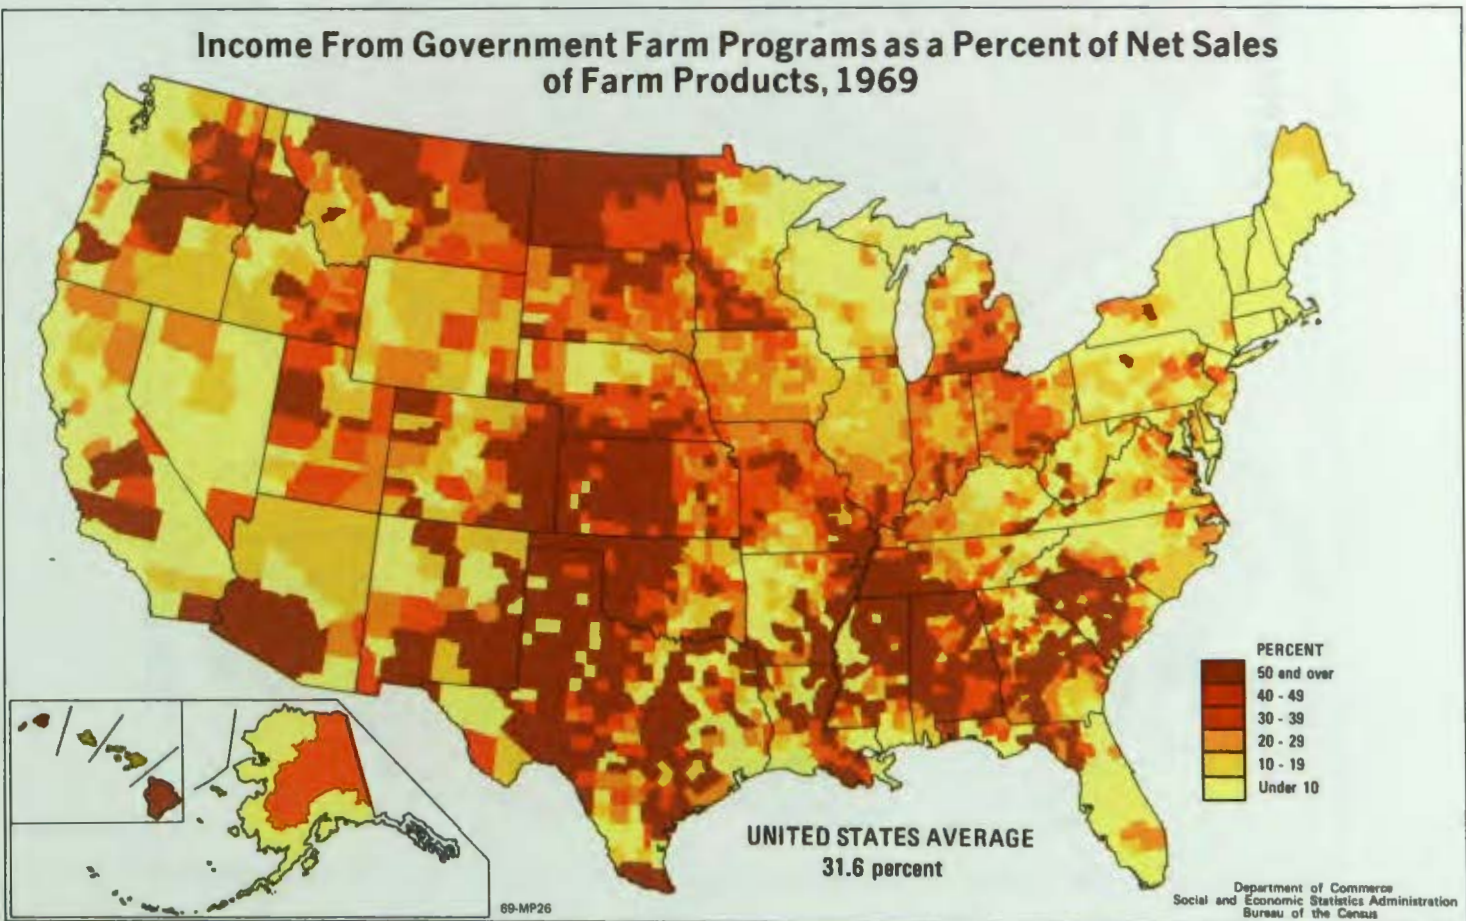 Income From Government Farm Programs as a Percent of Net Sales
of Farm Products, 1969
PERCENT
50 and over
40 - 49
30 - 39
20 - 29
10 - 19
Under 10
UNITED STATES AVERAGE
31.6 percent
69-MP26
Department of Commerce
Social and Economic Statistics Administration
Bureau of the Census